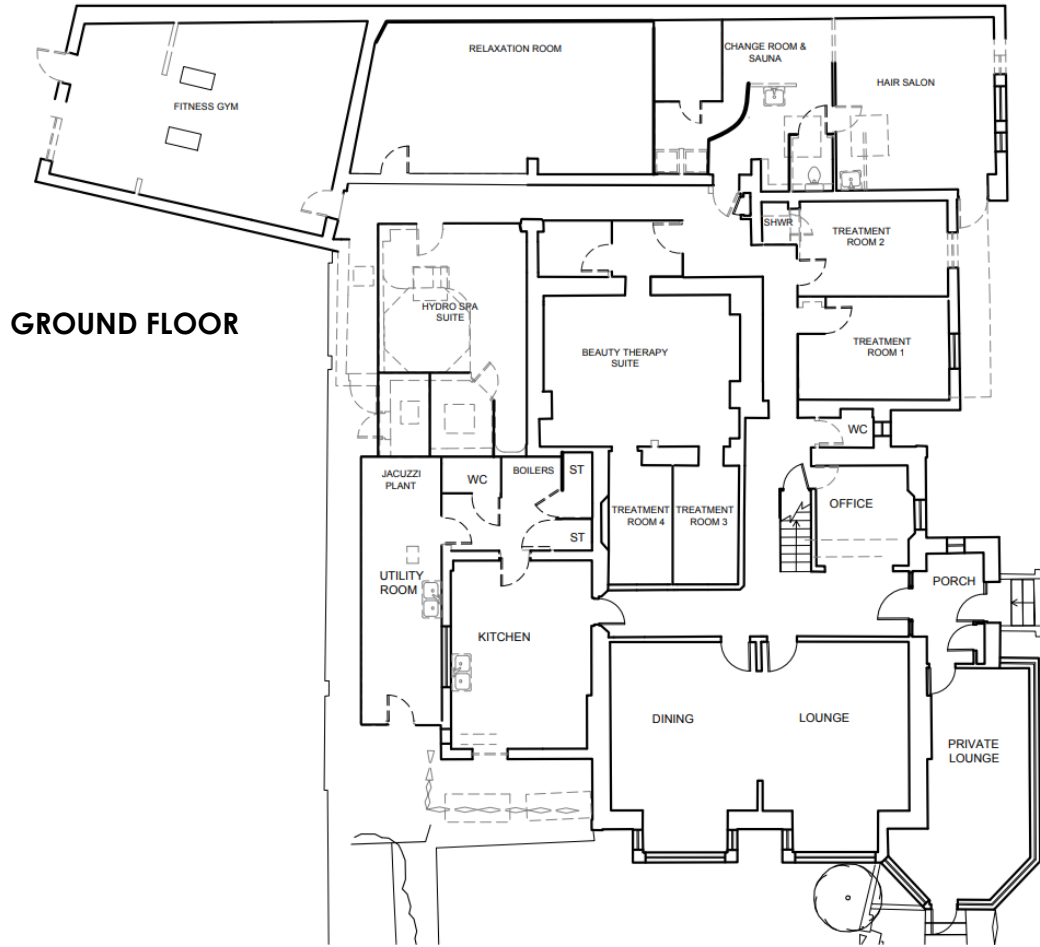 RELAXATION ROOM
CHANGE ROOM &
SAUNA
HAIR SALON
FITNESS GYM
SHWR
TREATMENT
ROOM 2
GROUND FLOOR
HYDRO SPA
SUITE
BEAUTY THERAPY
SUITE
TREATMENT
ROOM 1
WC
JACUZZI
PLANT
WC
BOILERS
ST
TREATMENT
ROOM 4
TREATMENT
ROOM 3
OFFICE
ST
UTILITY
ROOM
PORCH
KITCHEN
DINING
LOUNGE
PRIVATE
LOUNGE